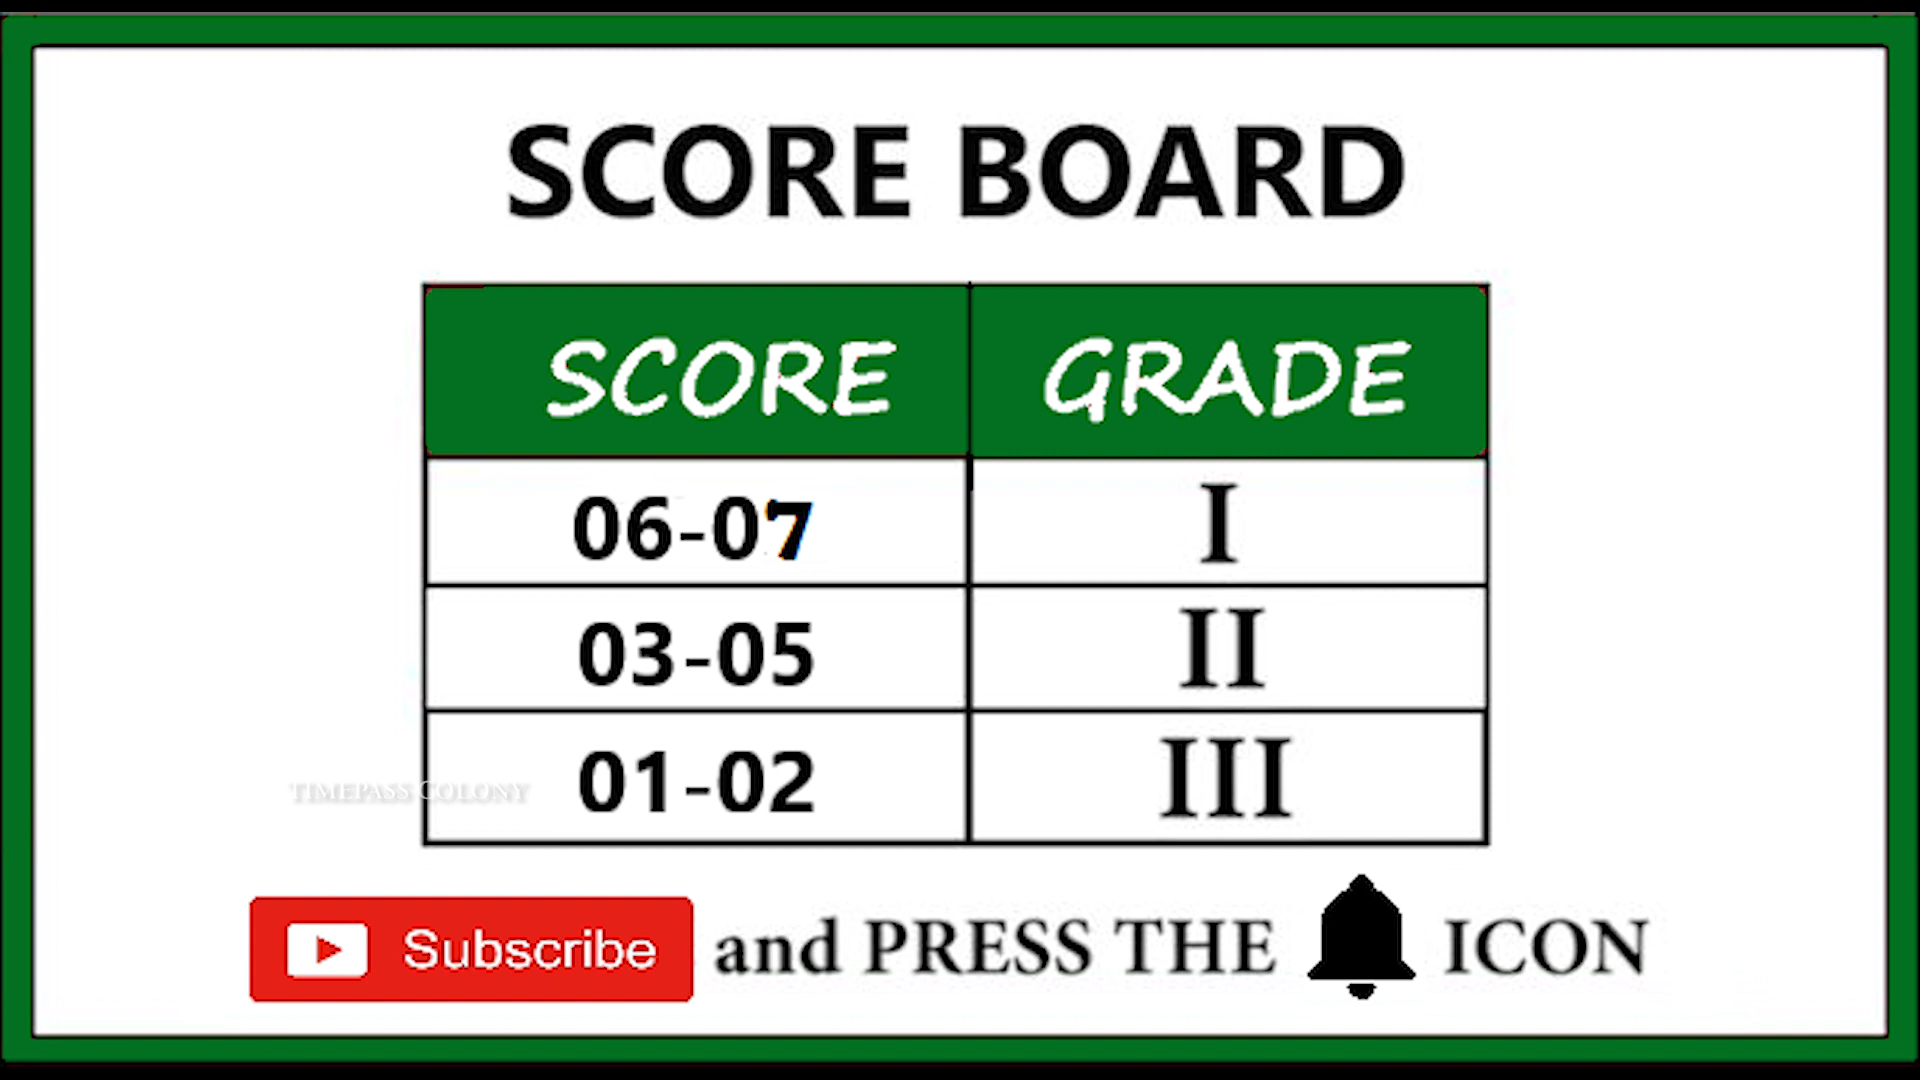 SCORE BOARD
SCORE GRADE
06-07 I
03-05 II
01-02 III
TIMEPASS COLONY
Subscribe and PRESS THE ICON